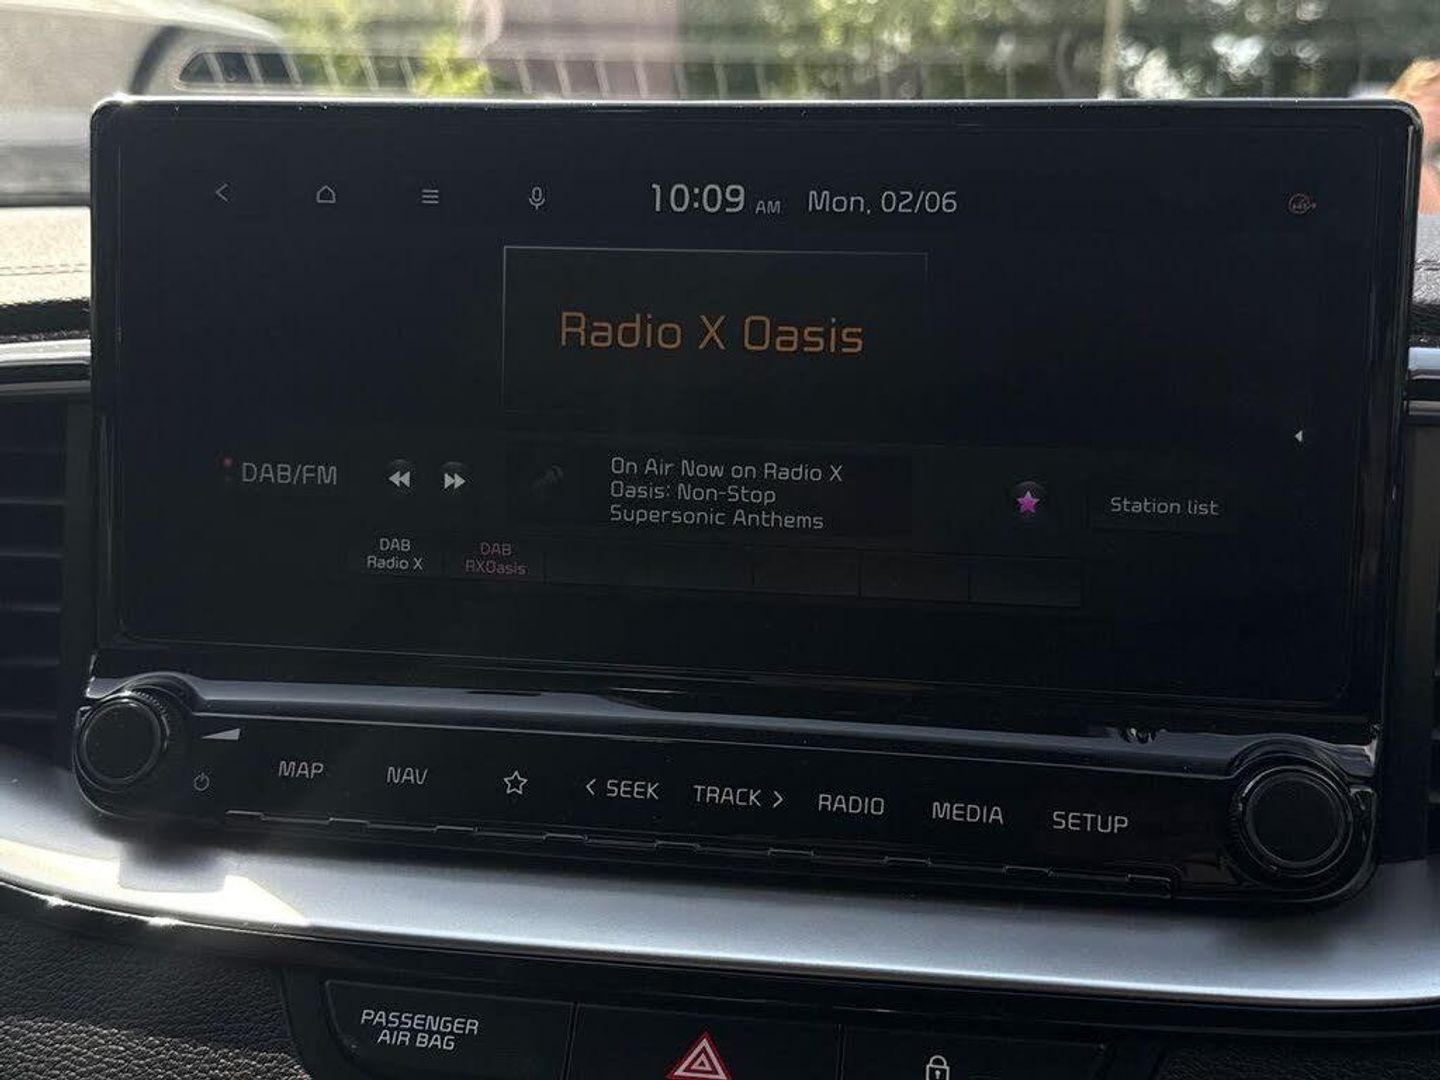 10:09 AM Mon, 02/06
Radio X Oasis
DAB/FM
On Air Now on Radio X
Oasis: Non-Stop
Supersonic Anthems
Station list
DAB
Radio X
DAB
RXOasis
MAP NAV < SEEK TRACK > RADIO MEDIA SETUP
PASSENGER
AIR BAG